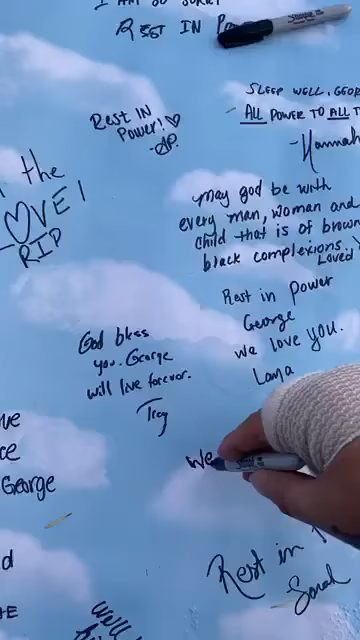 I AM SO SORRY
REST IN
SLEEP WELL, GEOR
ALL POWER TO ALL T
-Hannah
REST IN
POWER! ♡
-AP.
the
LOVE!
RIP
May god be with
every man, woman and
child that is of brown
black complexions.
Loved
Rest in power
George
we love you.
Lana
God bless
you. George
will live forever.
Troy
ve
ce
George
We
Rest in
Sarah
d
Well